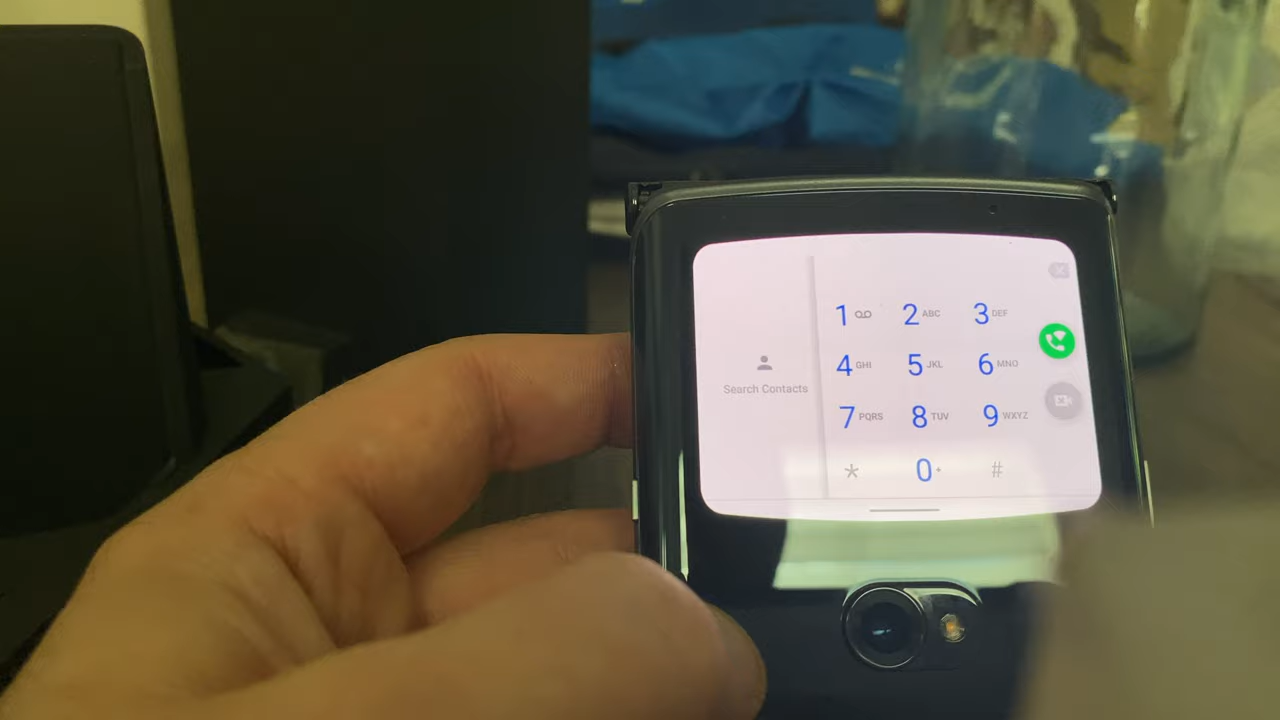 1
2 ABC
3 DEF
4 GHI
5 JKL
6 MNO
Search Contacts
7 PQRS
8 TUV
9 WXYZ
*
0 +
#